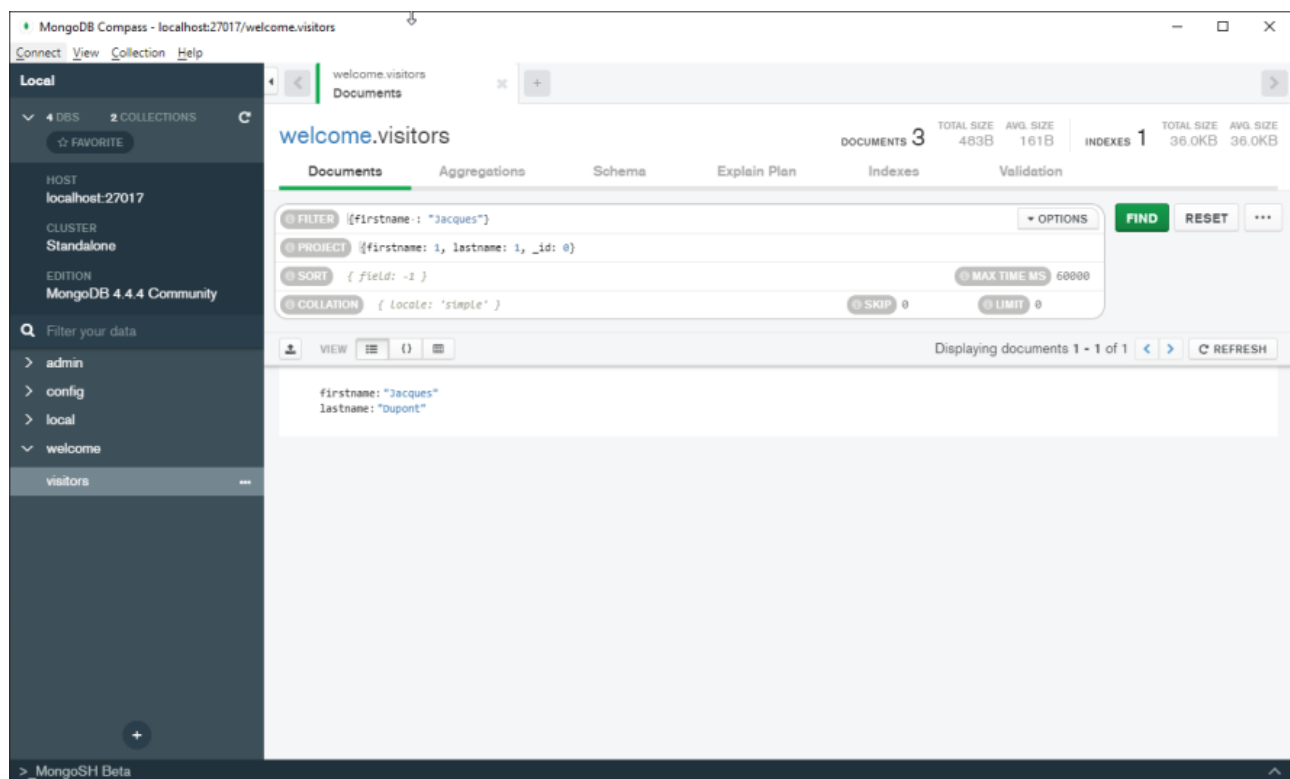 MongoDB Compass - localhost:27017/welcome.visitors
Connect View Collection Help
Local
4 DBS 2 COLLECTIONS
☆ FAVORITE
HOST
localhost:27017
CLUSTER
Standalone
EDITION
MongoDB 4.4.4 Community
Filter your data
admin
config
local
welcome
visitors
>_MongoSH Beta
welcome.visitors
Documents
welcome.visitors
DOCUMENTS 3
TOTAL SIZE AVG. SIZE
483B 161B
INDEXES 1
TOTAL SIZE AVG. SIZE
36.0KB 36.0KB
Documents Aggregations Schema Explain Plan Indexes Validation
FILTER {firstname : "Jacques"} OPTIONS FIND RESET ...
PROJECT {firstname: 1, lastname: 1, _id: 0}
SORT { field: -1 } MAX TIME MS 60000
COLLATION { locale: 'simple' } SKIP 0 LIMIT 0
VIEW {} Displaying documents 1 - 1 of 1 < > REFRESH
firstname: "Jacques"
lastname: "Dupont"